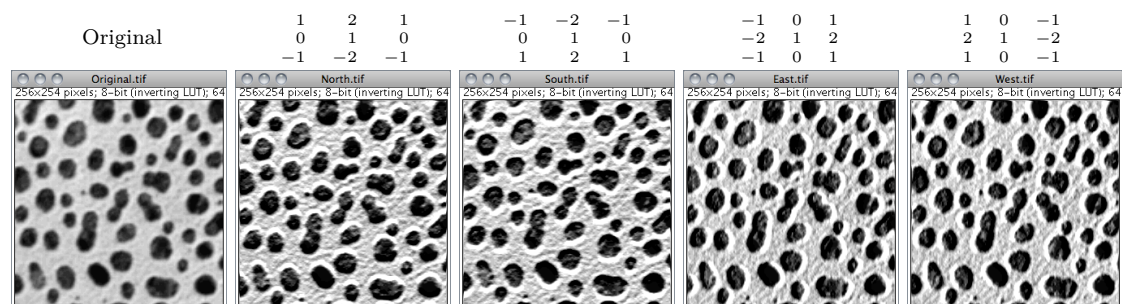 Original
1 2 1
0 1 0
−1 −2 −1
−1 −2 −1
0 1 0
1 2 1
−1 0 1
−2 1 2
−1 0 1
1 0 −1
2 1 −2
1 0 −1
Original.tif
256x254 pixels; 8-bit (inverting LUT); 64
North.tif
256x254 pixels; 8-bit (inverting LUT); 64
South.tif
256x254 pixels; 8-bit (inverting LUT); 64
East.tif
256x254 pixels; 8-bit (inverting LUT); 64
West.tif
256x254 pixels; 8-bit (inverting LUT); 64